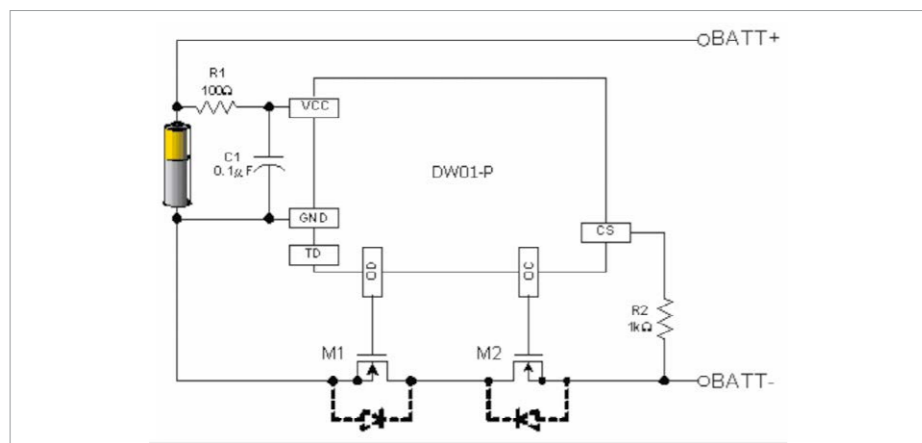 BATT+
R1
100Ω
VCC
C1
0.1μF
DW01-P
GND
CS
TD
OD
OC
R2
1kΩ
M1
M2
BATT-